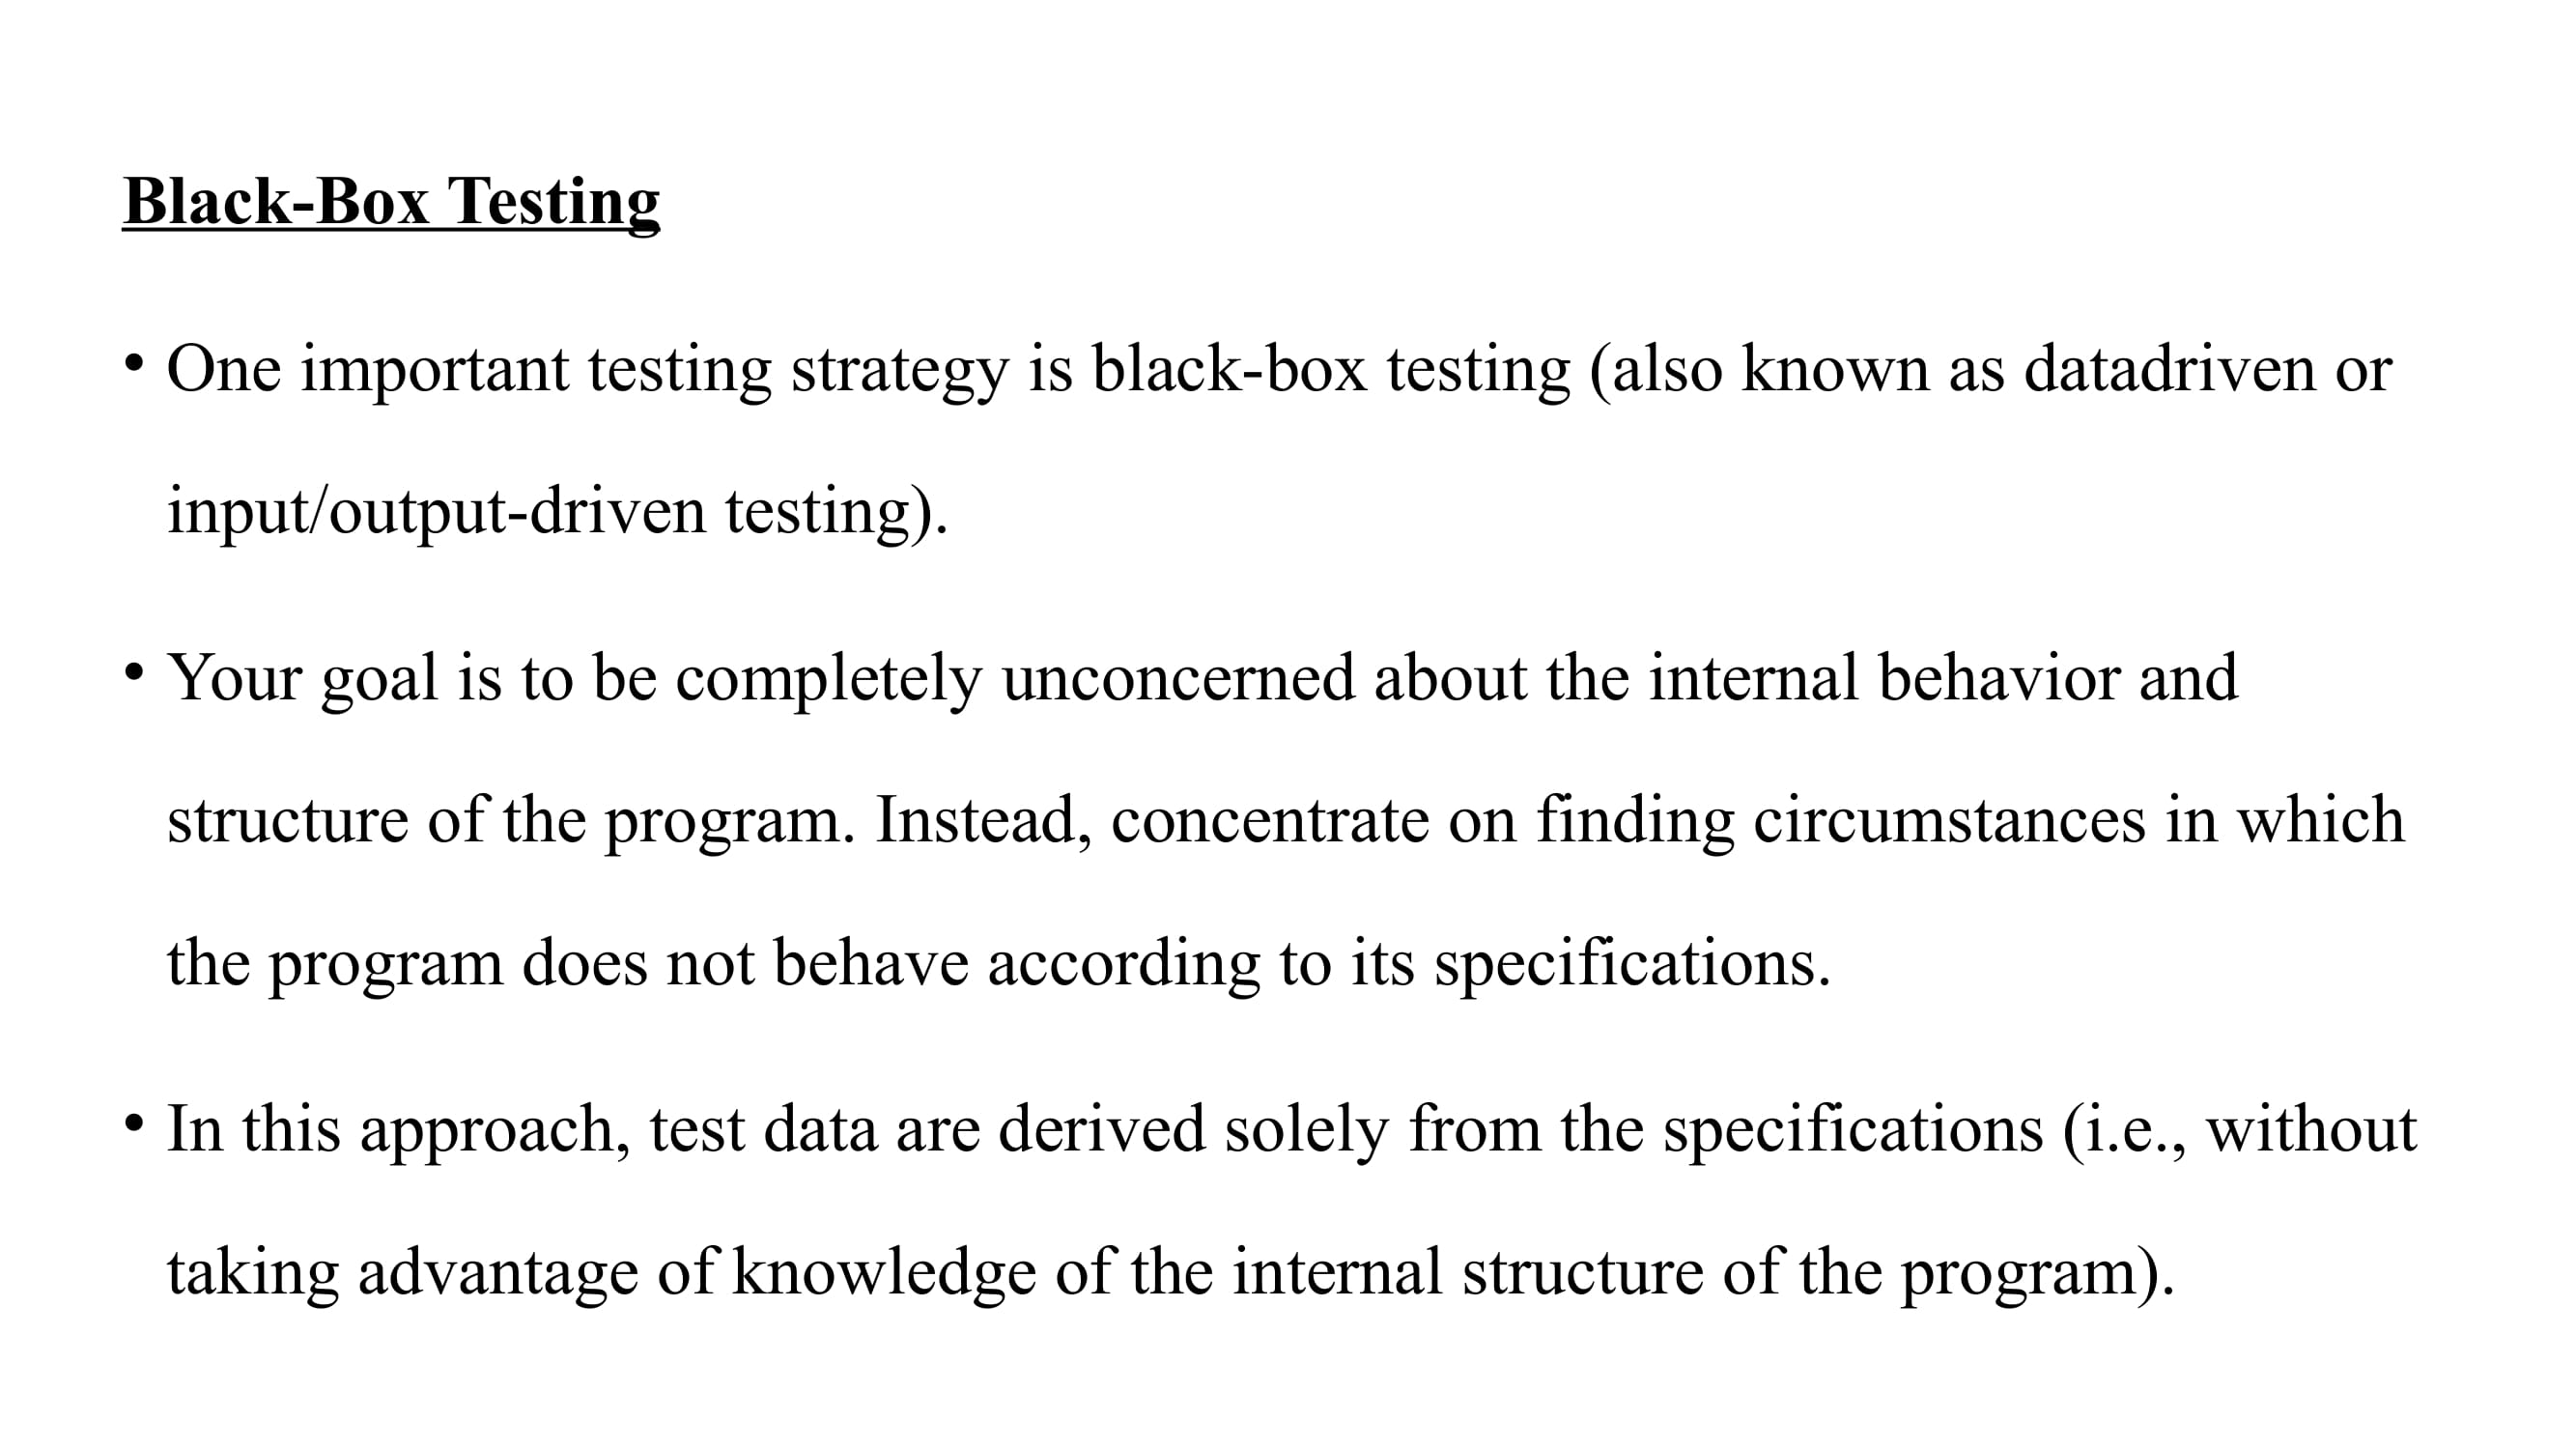 Black-Box Testing
• One important testing strategy is black-box testing (also known as datadriven or
input/output-driven testing).
• Your goal is to be completely unconcerned about the internal behavior and
structure of the program. Instead, concentrate on finding circumstances in which
the program does not behave according to its specifications.
• In this approach, test data are derived solely from the specifications (i.e., without
taking advantage of knowledge of the internal structure of the program).